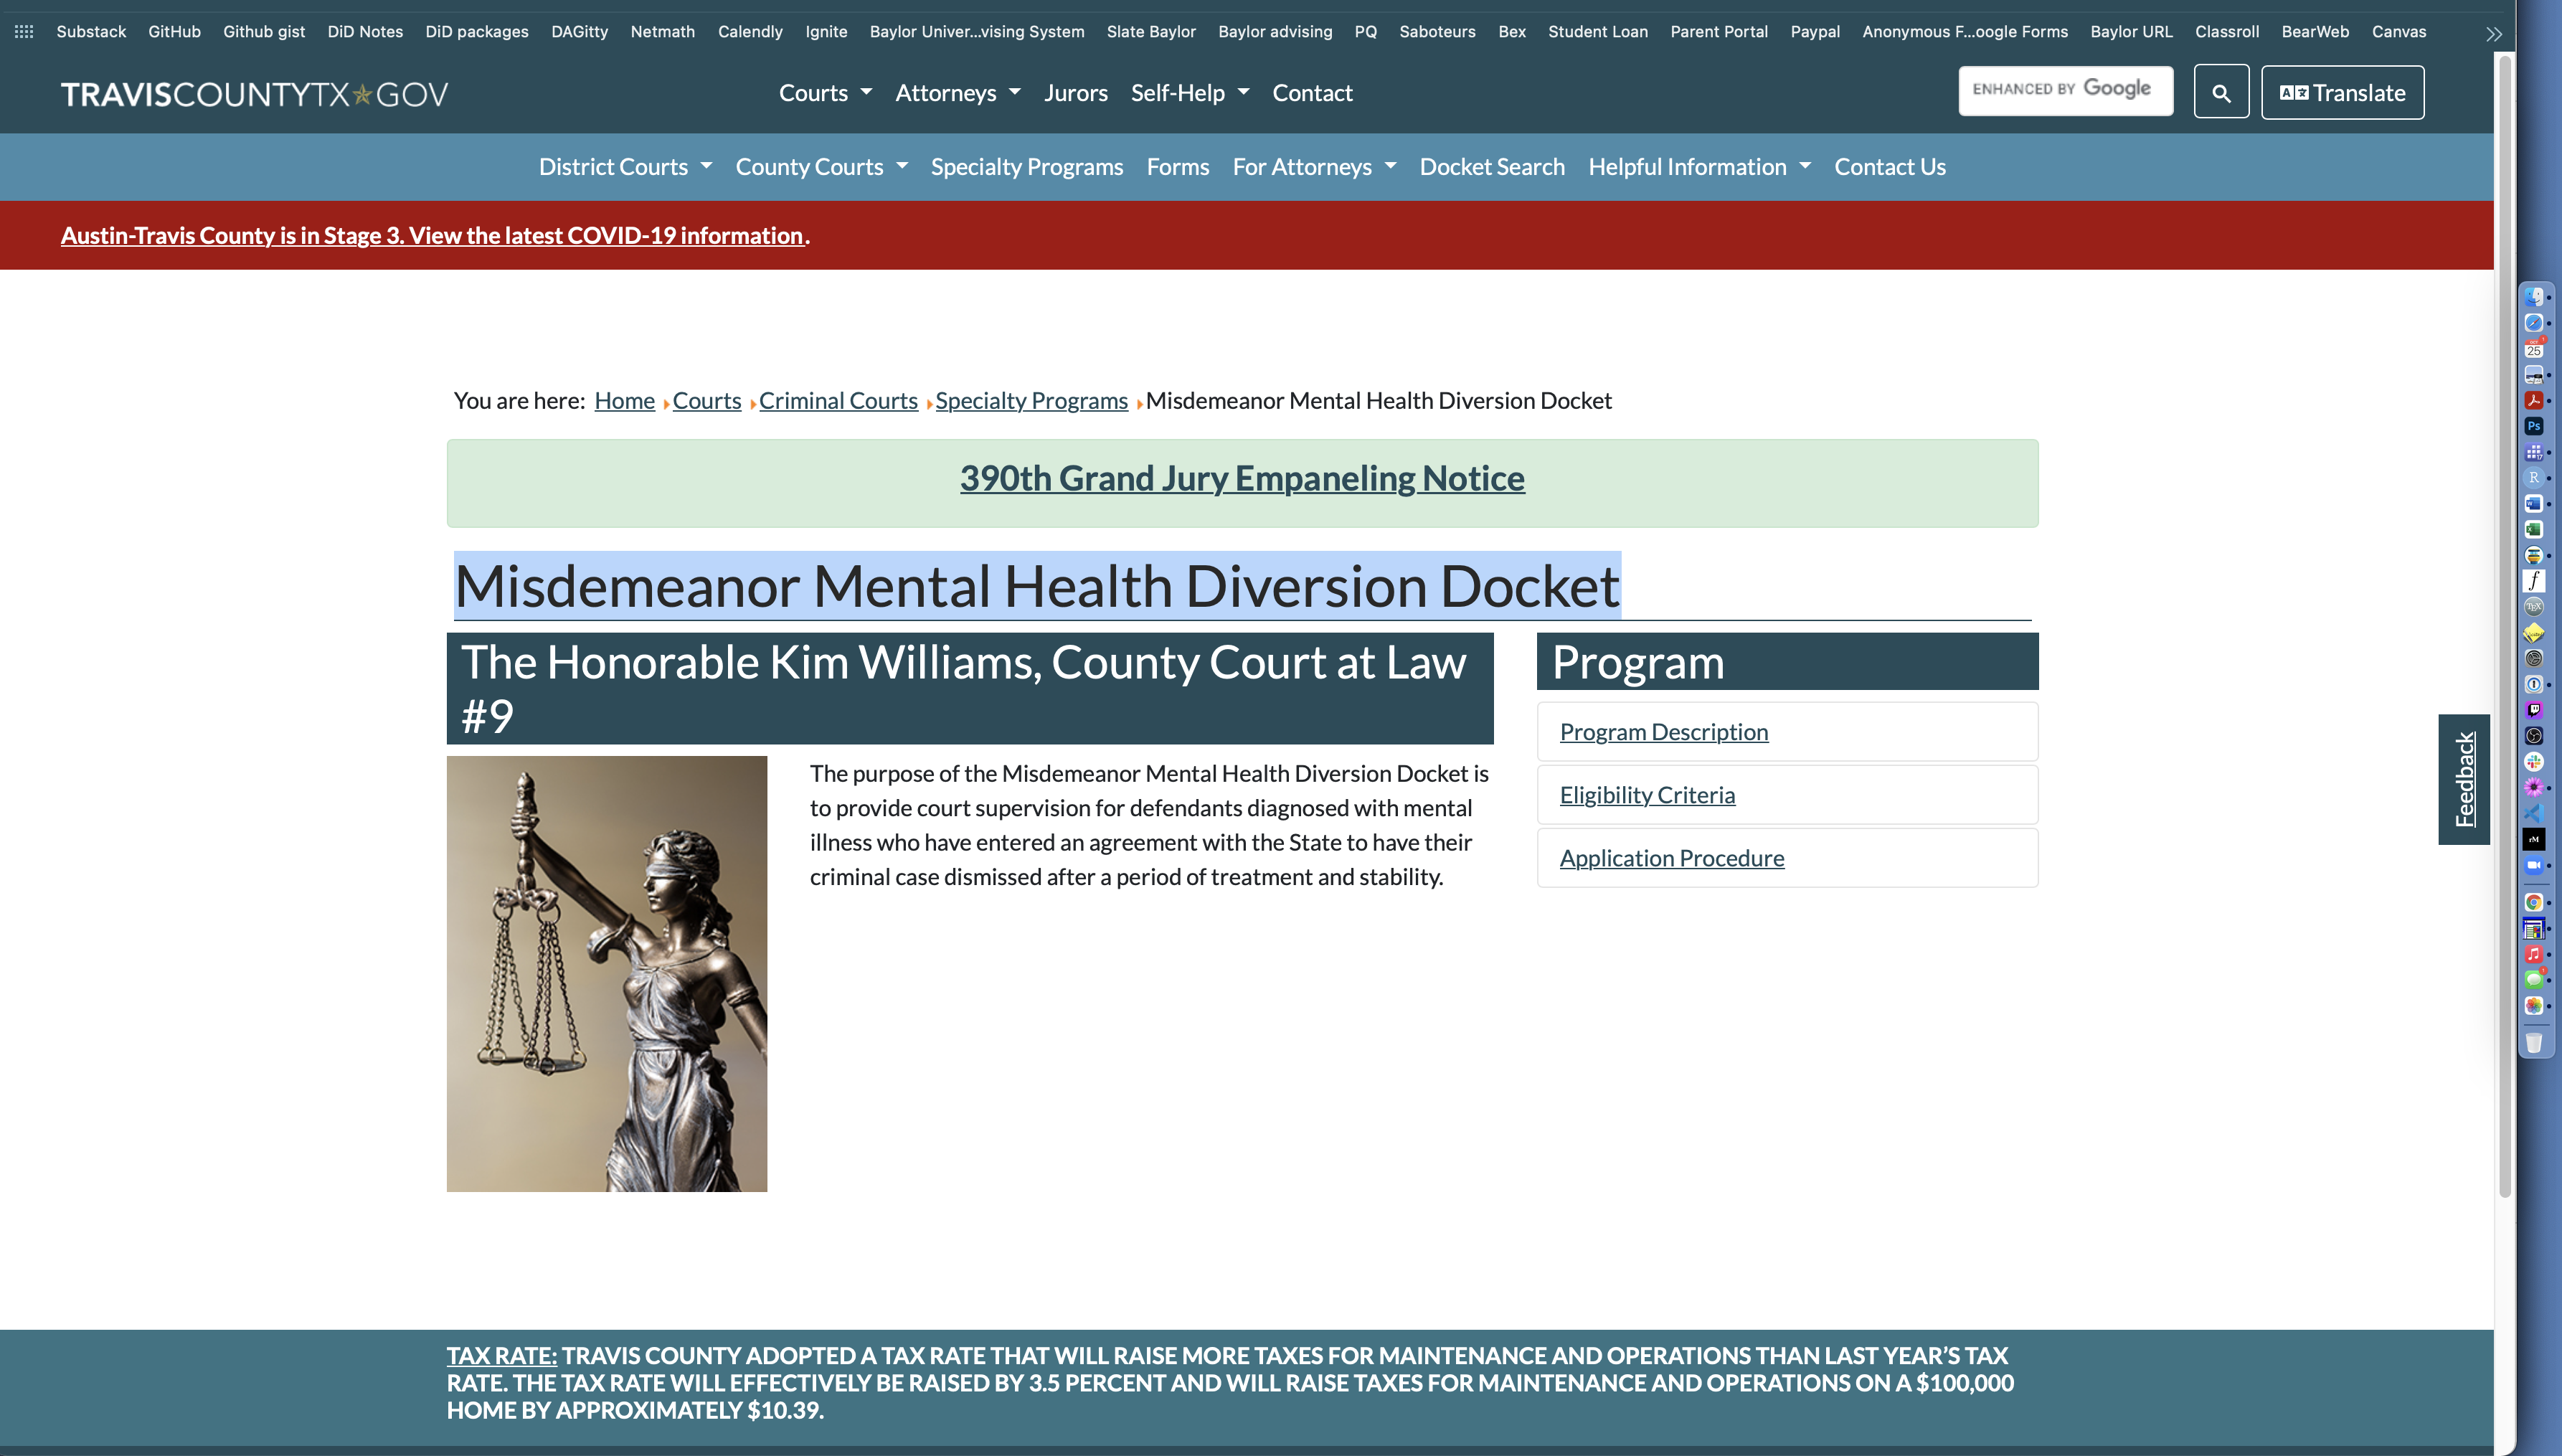 Substack GitHub Github gist DiD Notes DiD packages DAGitty Netmath Calendly Ignite Baylor Univer...vising System Slate Baylor Baylor advising PQ Saboteurs Bex Student Loan Parent Portal Paypal Anonymous F...oogle Forms Baylor URL Classroll BearWeb Canvas
TRAVISCOUNTYTX GOV Courts Attorneys Jurors Self-Help Contact ENHANCED BY Google Translate
District Courts County Courts Specialty Programs Forms For Attorneys Docket Search Helpful Information Contact Us
Austin-Travis County is in Stage 3. View the latest COVID-19 information.
You are here: Home Courts Criminal Courts Specialty Programs Misdemeanor Mental Health Diversion Docket
390th Grand Jury Empaneling Notice
Misdemeanor Mental Health Diversion Docket
The Honorable Kim Williams, County Court at Law
#9
The purpose of the Misdemeanor Mental Health Diversion Docket is
to provide court supervision for defendants diagnosed with mental
illness who have entered an agreement with the State to have their
criminal case dismissed after a period of treatment and stability.
Program
Program Description
Eligibility Criteria
Application Procedure
Feedback
25
Ps
R
f
rM
TAX RATE: TRAVIS COUNTY ADOPTED A TAX RATE THAT WILL RAISE MORE TAXES FOR MAINTENANCE AND OPERATIONS THAN LAST YEAR'S TAX
RATE. THE TAX RATE WILL EFFECTIVELY BE RAISED BY 3.5 PERCENT AND WILL RAISE TAXES FOR MAINTENANCE AND OPERATIONS ON A $100,000
HOME BY APPROXIMATELY $10.39.